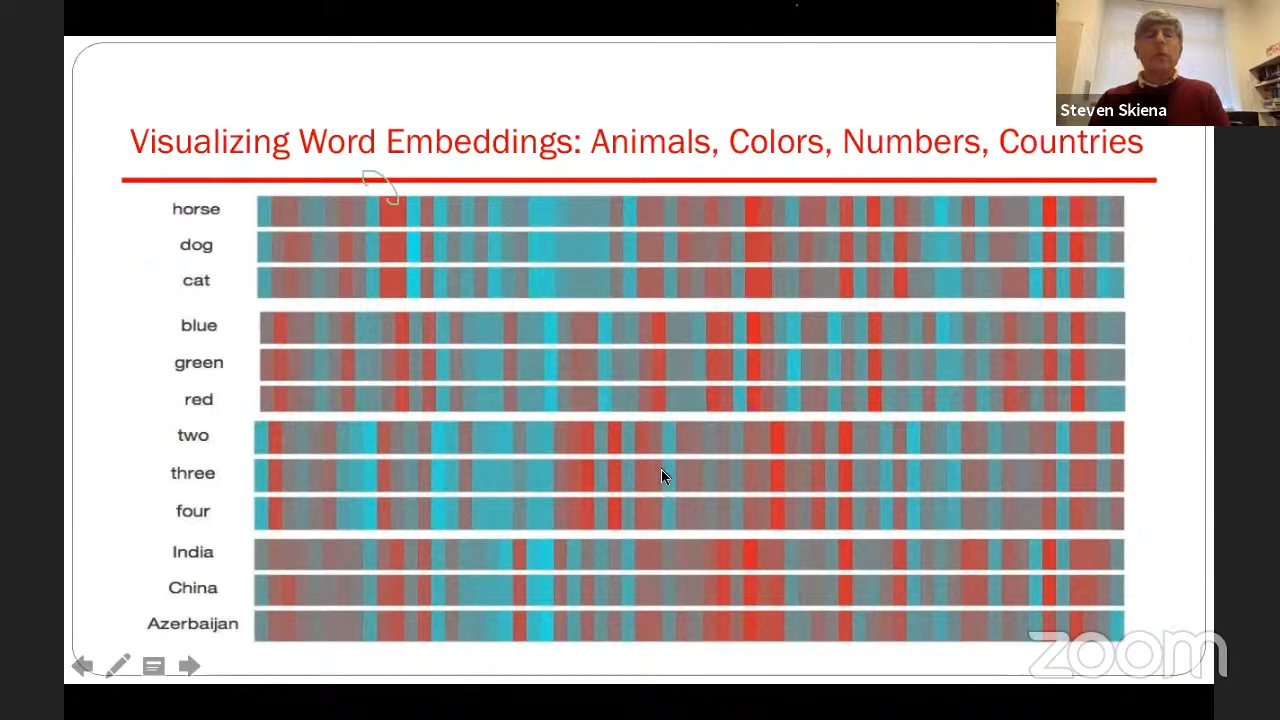 Steven Skiena
Visualizing Word Embeddings: Animals, Colors, Numbers, Countries
horse
dog
cat
blue
green
red
two
three
four
India
China
Azerbaijan
zoom